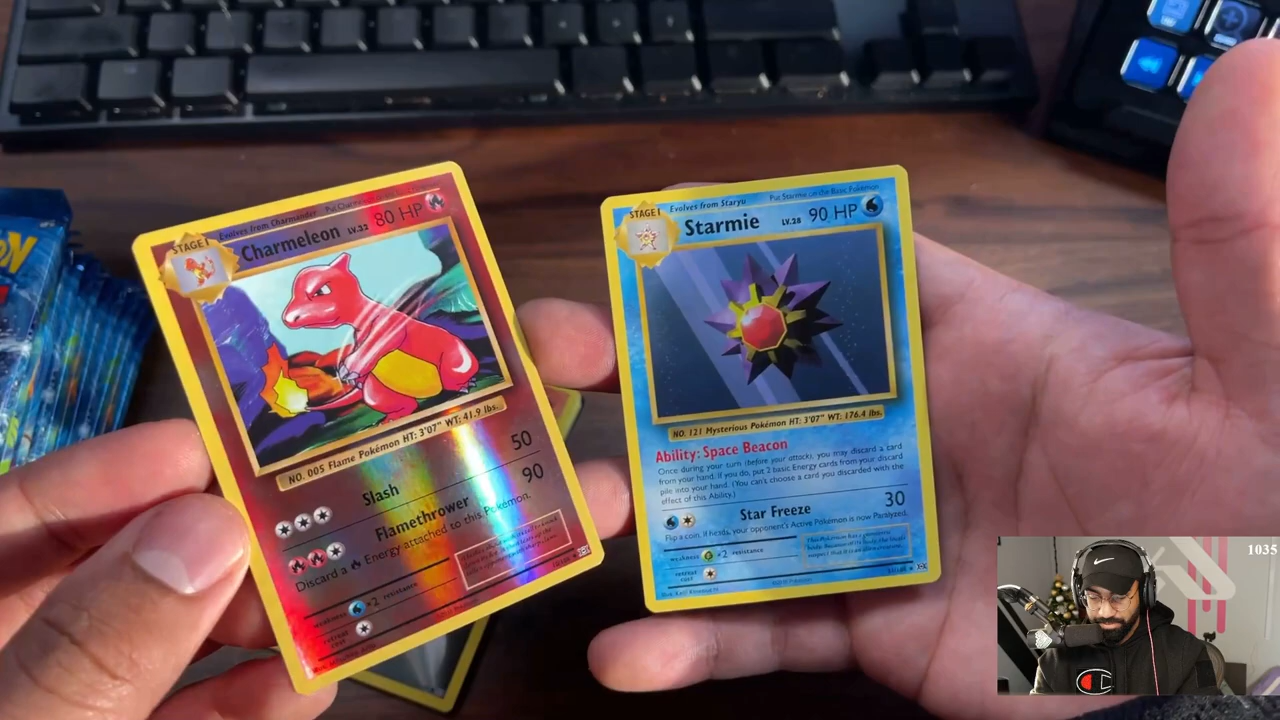 STAGE 1
Evolves from Charmander
Charmeleon LV.32 80 HP
NO. 005 Flame Pokémon HT: 3'07" WT: 41.9 lbs.
Slash 50
Flamethrower 90
Discard a Energy attached to this Pokémon.
weakness ×2 resistance
retreat cost
STAGE 1
Evolves from Staryu Put Starmie on the Basic Pokémon
Starmie LV.28 90 HP
NO. 121 Mysterious Pokémon HT: 3'07" WT: 176.4 lbs.
Ability: Space Beacon
Once during your turn (before your attack), you may discard a card
from your hand. If you do, put 2 basic Energy cards from your discard
pile into your hand. (You can't choose a card you discarded with the
effect of this Ability.)
Star Freeze 30
Flip a coin. If heads, your opponent's Active Pokémon is now Paralyzed.
weakness ×2 resistance
retreat cost
1035